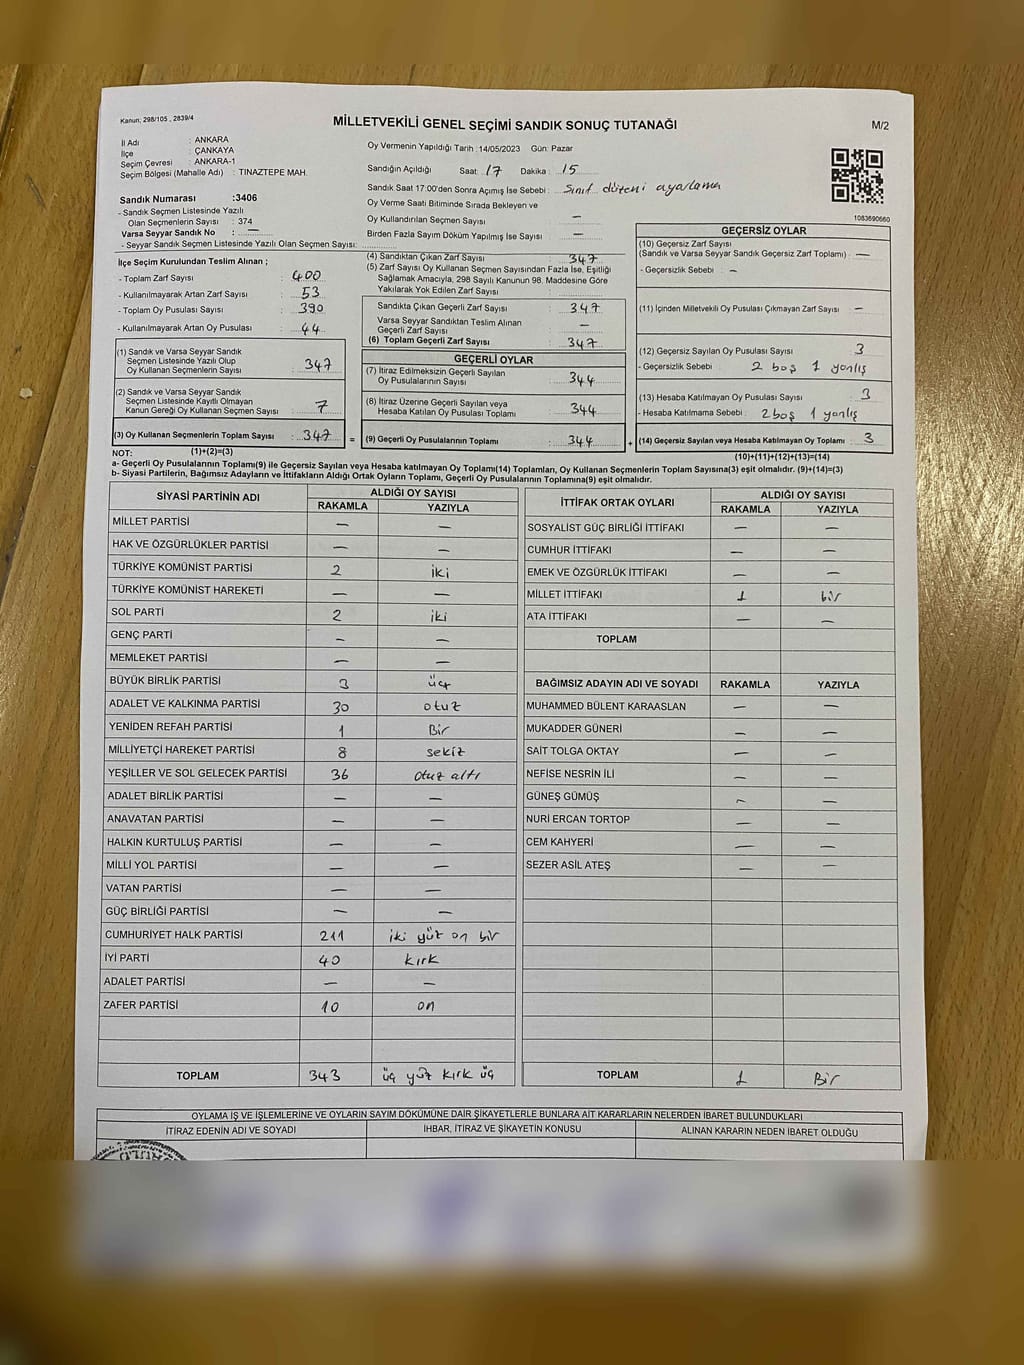 Kanun; 298/105 , 2839/4
MİLLETVEKİLİ GENEL SEÇİMİ SANDIK SONUÇ TUTANAĞI
M/2
İl Adı : ANKARA
İlçe : ÇANKAYA
Seçim Çevresi : ANKARA-1
Seçim Bölgesi (Mahalle Adı) : TINAZTEPE MAH.
Sandık Numarası :3406
- Sandık Seçmen Listesinde Yazılı
Olan Seçmenlerin Sayısı : 374
Varsa Seyyar Sandık No : —
- Seyyar Sandık Seçmen Listesinde Yazılı Olan Seçmen Sayısı:
Oy Vermenin Yapıldığı Tarih :14/05/2023 Gün: Pazar
Sandığın Açıldığı Saat: 17 Dakika : 15
Sandık Saat 17:00'den Sonra Açımış İse Sebebi : Sınıf düzeni ayarlama
Oy Verme Saati Bitiminde Sırada Bekleyen ve
Oy Kullandırılan Seçmen Sayısı : —
Birden Fazla Sayım Döküm Yapılmış İse Sayısı : —
1083690660
İlçe Seçim Kurulundan Teslim Alınan ;
- Toplam Zarf Sayısı : 400
- Kullanılmayarak Artan Zarf Sayısı : 53
- Toplam Oy Pusulası Sayısı : 390
- Kullanılmayarak Artan Oy Pusulası : 44
(1) Sandık ve Varsa Seyyar Sandık
Seçmen Listesinde Yazılı Olup
Oy Kullanan Seçmenlerin Sayısı : 347
(2) Sandık ve Varsa Seyyar Sandık
Seçmen Listesinde Kayıtlı Olmayan
Kanun Gereği Oy Kullanan Seçmen Sayısı : 7
(3) Oy Kullanan Seçmenlerin Toplam Sayısı : 347 =
(4) Sandıktan Çıkan Zarf Sayısı : 347
(5) Zarf Sayısı Oy Kullanan Seçmen Sayısından Fazla İse, Eşitliği
Sağlamak Amacıyla, 298 Sayılı Kanunun 98. Maddesine Göre
Yakılarak Yok Edilen Zarf Sayısı :
Sandıkta Çıkan Geçerli Zarf Sayısı : 347
Varsa Seyyar Sandıktan Teslim Alınan
Geçerli Zarf Sayısı : —
(6) Toplam Geçerli Zarf Sayısı : 347
GEÇERLİ OYLAR
(7) İtiraz Edilmeksizin Geçerli Sayılan
Oy Pusulalarının Sayısı : 344
(8) İtiraz Üzerine Geçerli Sayılan veya
Hesaba Katılan Oy Pusulası Toplamı : 344
(9) Geçerli Oy Pusulalarının Toplamı : 344 +
GEÇERSİZ OYLAR
(10) Geçersiz Zarf Sayısı
(Sandık ve Varsa Seyyar Sandık Geçersiz Zarf Toplamı) : —
- Geçersizlik Sebebi : —
(11) İçinden Milletvekili Oy Pusulası Çıkmayan Zarf Sayısı : —
(12) Geçersiz Sayılan Oy Pusulası Sayısı : 3
- Geçersizlik Sebebi : 2 boş 1 yanlış
(13) Hesaba Katılmayan Oy Pusulası Sayısı : 3
- Hesaba Katılmama Sebebi : 2 boş 1 yanlış
(14) Geçersiz Sayılan veya Hesaba Katılmayan Oy Toplamı : 3
NOT: (1)+(2)=(3) (10)+(11)+(12)+(13)=(14)
a- Geçerli Oy Pusulalarının Toplamı(9) ile Geçersiz Sayılan veya Hesaba katılmayan Oy Toplamı(14) Toplamları, Oy Kullanan Seçmenlerin Toplam Sayısına(3) eşit olmalıdır. (9)+(14)=(3)
b- Siyasi Partilerin, Bağımsız Adayların ve İttifakların Aldığı Ortak Oyların Toplamı, Geçerli Oy Pusulalarının Toplamına(9) eşit olmalıdır.
SİYASİ PARTİNİN ADI ALDIĞI OY SAYISI
RAKAMLA YAZIYLA
MİLLET PARTİSİ — —
HAK VE ÖZGÜRLÜKLER PARTİSİ — —
TÜRKİYE KOMÜNİST PARTİSİ 2 iki
TÜRKİYE KOMÜNİST HAREKETİ — —
SOL PARTİ 2 iki
GENÇ PARTİ — —
MEMLEKET PARTİSİ — —
BÜYÜK BİRLİK PARTİSİ 3 üç
ADALET VE KALKINMA PARTİSİ 30 otuz
YENİDEN REFAH PARTİSİ 1 Bir
MİLLİYETÇİ HAREKET PARTİSİ 8 sekiz
YEŞİLLER VE SOL GELECEK PARTİSİ 36 otuz altı
ADALET BİRLİK PARTİSİ — —
ANAVATAN PARTİSİ — —
HALKIN KURTULUŞ PARTİSİ — —
MİLLİ YOL PARTİSİ — —
VATAN PARTİSİ — —
GÜÇ BİRLİĞİ PARTİSİ — —
CUMHURİYET HALK PARTİSİ 211 iki yüz on bir
İYİ PARTİ 40 kırk
ADALET PARTİSİ — —
ZAFER PARTİSİ 10 on
TOPLAM 343 üç yüz kırk üç
İTTİFAK ORTAK OYLARI ALDIĞI OY SAYISI
RAKAMLA YAZIYLA
SOSYALİST GÜÇ BİRLİĞİ İTTİFAKI — —
CUMHUR İTTİFAKI — —
EMEK VE ÖZGÜRLÜK İTTİFAKI — —
MİLLET İTTİFAKI 1 bir
ATA İTTİFAKI — —
TOPLAM
BAĞIMSIZ ADAYIN ADI VE SOYADI RAKAMLA YAZIYLA
MUHAMMED BÜLENT KARAASLAN — —
MUKADDER GÜNERİ — —
SAİT TOLGA OKTAY — —
NEFİSE NESRİN İLİ — —
GÜNEŞ GÜMÜŞ — —
NURİ ERCAN TORTOP — —
CEM KAHYERİ — —
SEZER ASİL ATEŞ — —
TOPLAM 1 Bir
OYLAMA İŞ VE İŞLEMLERİNE VE OYLARIN SAYIM DÖKÜMÜNE DAİR ŞİKAYETLERLE BUNLARA AİT KARARLARIN NELERDEN İBARET BULUNDUKLARI
İTİRAZ EDENİN ADI VE SOYADI İHBAR, İTİRAZ VE ŞİKAYETİN KONUSU ALINAN KARARIN NEDEN İBARET OLDUĞU